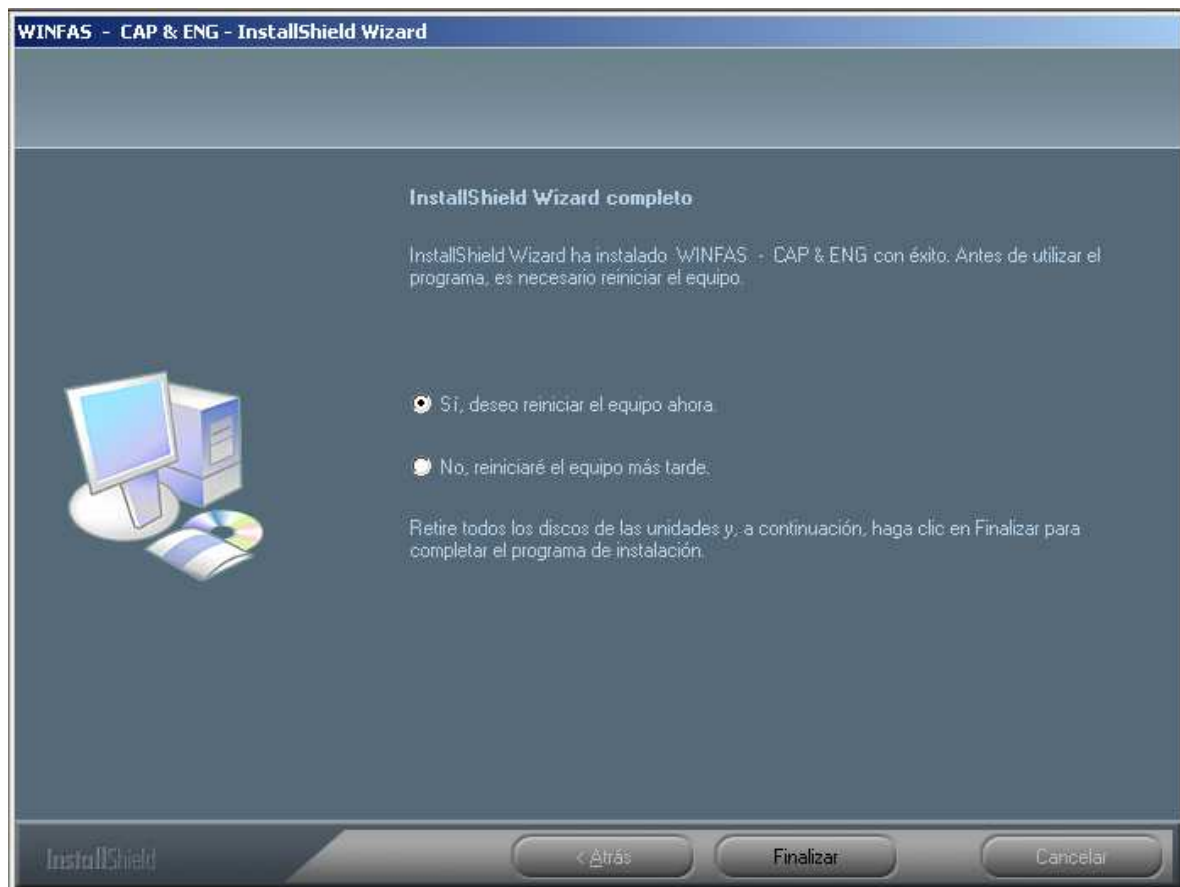 WINFAS - CAP & ENG - InstallShield Wizard
InstallShield Wizard completo
InstallShield Wizard ha instalado WINFAS - CAP & ENG con éxito. Antes de utilizar el
programa, es necesario reiniciar el equipo.
Sí, deseo reiniciar el equipo ahora.
No, reiniciaré el equipo más tarde.
Retire todos los discos de las unidades y, a continuación, haga clic en Finalizar para
completar el programa de instalación.
InstallShield
< Atrás
Finalizar
Cancelar